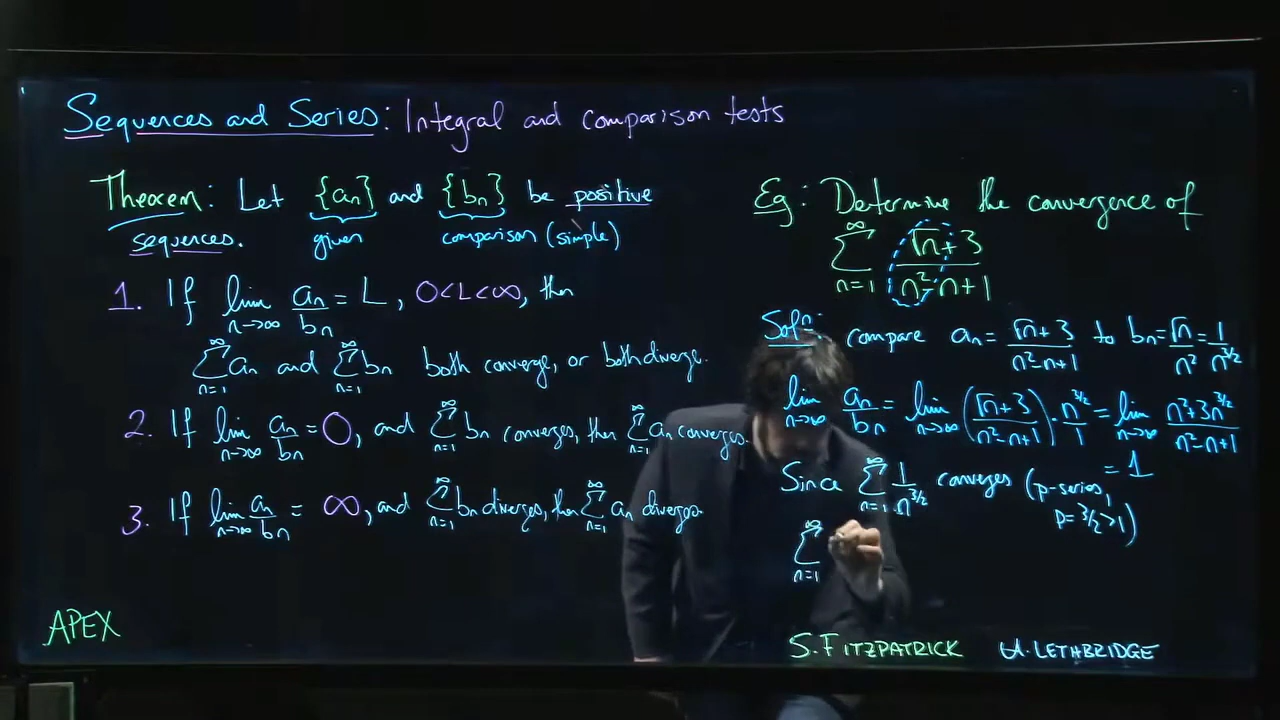 Sequences and Series: Integral and comparison tests
Theorem: Let {aₙ} and {bₙ} be positive
sequences. given comparison (simple)
1. If lim n→∞ aₙ/bₙ = L, 0<L<∞, then
∞ Σ n=1 aₙ and ∞ Σ n=1 bₙ both converge, or both diverge.
2. If lim n→∞ aₙ/bₙ = 0, and ∞ Σ n=1 bₙ converges, then ∞ Σ n=1 aₙ converges.
3. If lim n→∞ aₙ/bₙ = ∞, and ∞ Σ n=1 bₙ diverges, then ∞ Σ n=1 aₙ diverges.
APEX
Eg: Determine the convergence of
∞ Σ n=1 (√n+3)/(n²-n+1)
Solⁿ: compare aₙ = (√n+3)/(n²-n+1) to bₙ = √n/n² = 1/n^(3/2)
lim n→∞ aₙ/bₙ = lim n→∞ ((√n+3)/(n²-n+1)) · n^(3/2)/1 = lim n→∞ (n²+3n^(3/2))/(n²-n+1)
= 1
Since ∞ Σ n=1 1/n^(3/2) converges (p-series,
p=3/2>1)
∞ Σ n=1
S.FITZPATRICK U.LETHBRIDGE